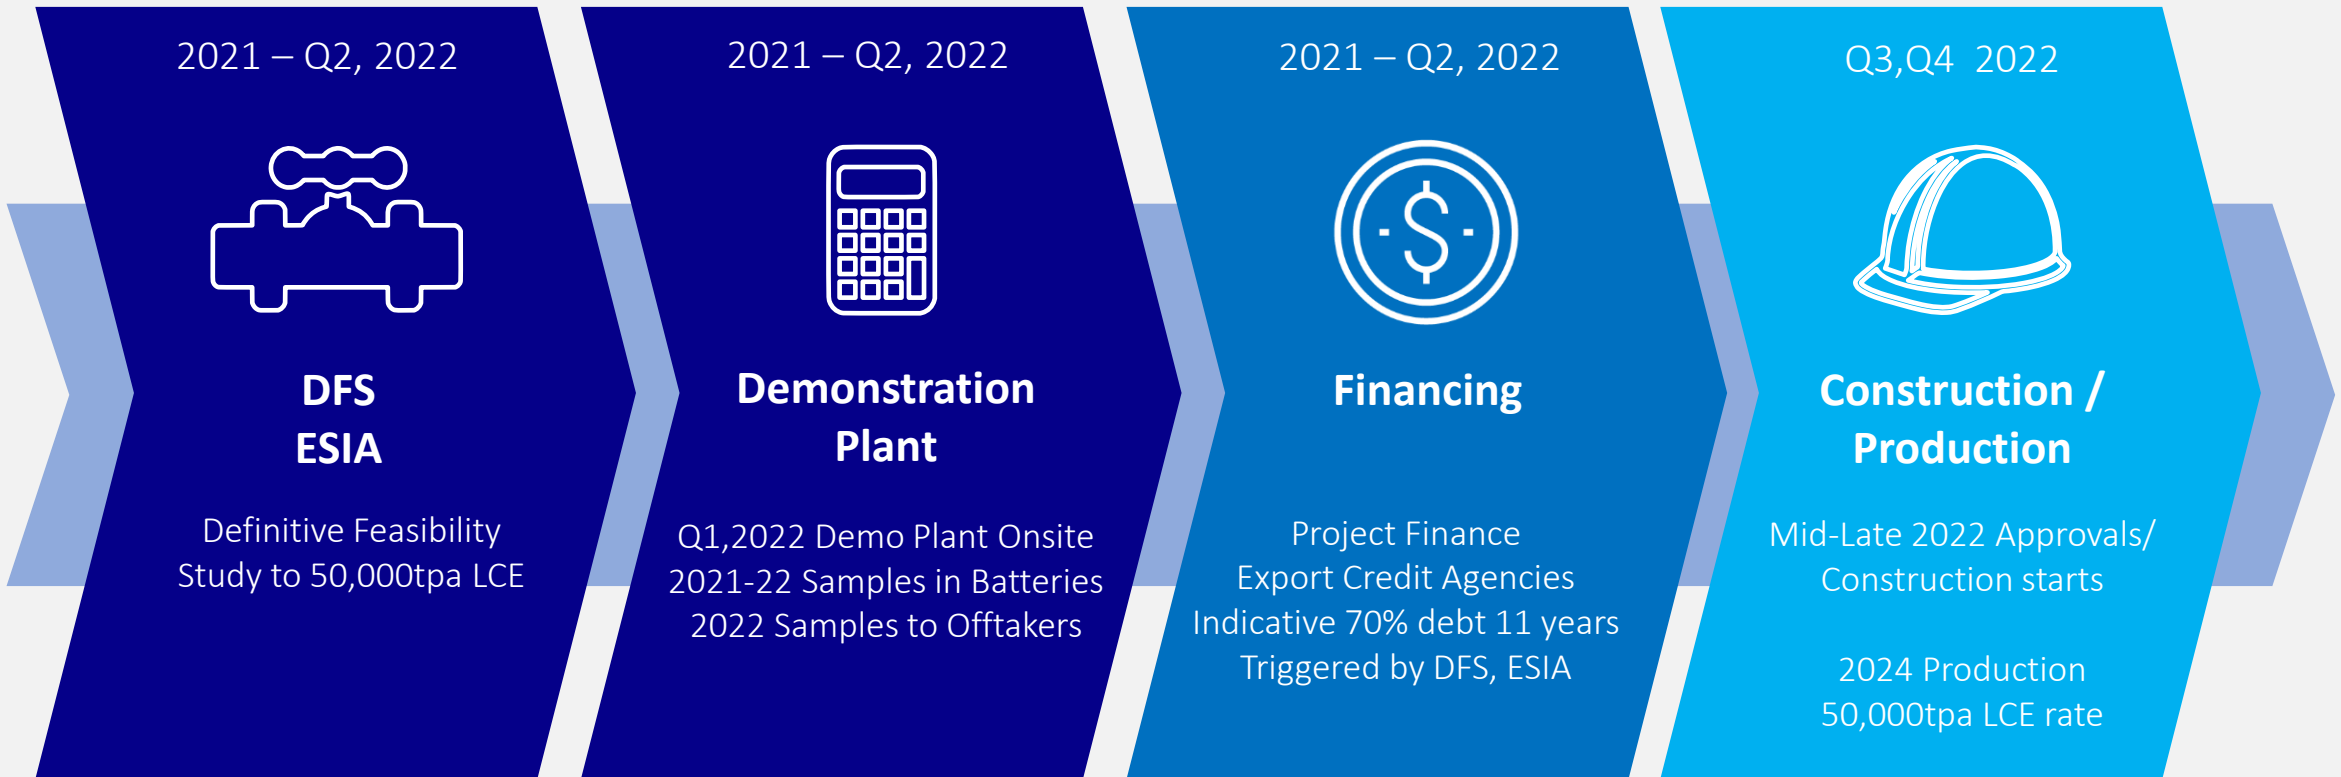 2021 – Q2, 2022
DFS
ESIA
Definitive Feasibility
Study to 50,000tpa LCE
2021 – Q2, 2022
Demonstration
Plant
Q1,2022 Demo Plant Onsite
2021-22 Samples in Batteries
2022 Samples to Offtakers
2021 – Q2, 2022
$
Financing
Project Finance
Export Credit Agencies
Indicative 70% debt 11 years
Triggered by DFS, ESIA
Q3,Q4 2022
Construction /
Production
Mid-Late 2022 Approvals/
Construction starts
2024 Production
50,000tpa LCE rate